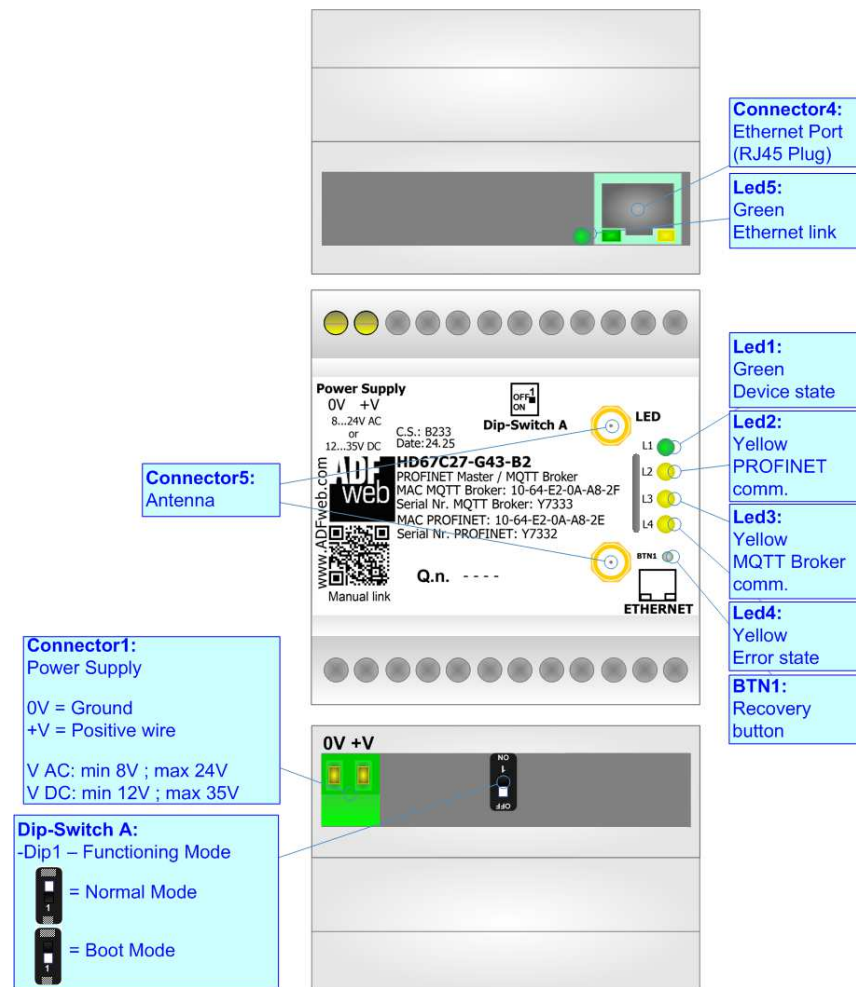 Connector4:
Ethernet Port
(RJ45 Plug)
Led5:
Green
Ethernet link
Power Supply
0V +V
8...24V AC
or
12...35V DC
OFF 1
ON
Dip-Switch A
C.S.: B233
Date: 24.25
LED
L1
L2
L3
L4
www.ADFweb.com
ADF
web
HD67C27-G43-B2
PROFINET Master / MQTT Broker
MAC MQTT Broker: 10-64-E2-0A-A8-2F
Serial Nr. MQTT Broker: Y7333
MAC PROFINET: 10-64-E2-0A-A8-2E
Serial Nr. PROFINET: Y7332
Manual link
Q.n. ----
BTN1
ETHERNET
Led1:
Green
Device state
Led2:
Yellow
PROFINET
comm.
Led3:
Yellow
MQTT Broker
comm.
Led4:
Yellow
Error state
BTN1:
Recovery
button
Connector5:
Antenna
Connector1:
Power Supply
0V = Ground
+V = Positive wire
V AC: min 8V ; max 24V
V DC: min 12V ; max 35V
0V +V
ON
1
OFF
Dip-Switch A:
-Dip1 – Functioning Mode
1
= Normal Mode
1
= Boot Mode